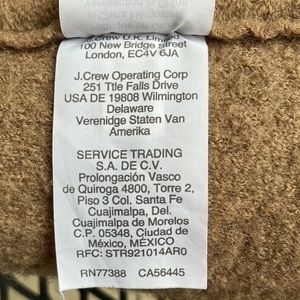 J.Crew U.K. Limited
100 New Bridge Street
London, EC4V 6JA
J.Crew Operating Corp
251 Ttle Falls Drive
USA DE 19808 Wilmington
Delaware
Verenidge Staten Van
Amerika
SERVICE TRADING
S.A. DE C.V.
Prolongación Vasco
de Quiroga 4800, Torre 2,
Piso 3 Col. Santa Fe
Cuajimalpa, Del.
Cuajimalpa de Morelos
C.P. 05348, Ciudad de
México, MÉXICO
RFC: STR921014AR0
RN77388 CA56445